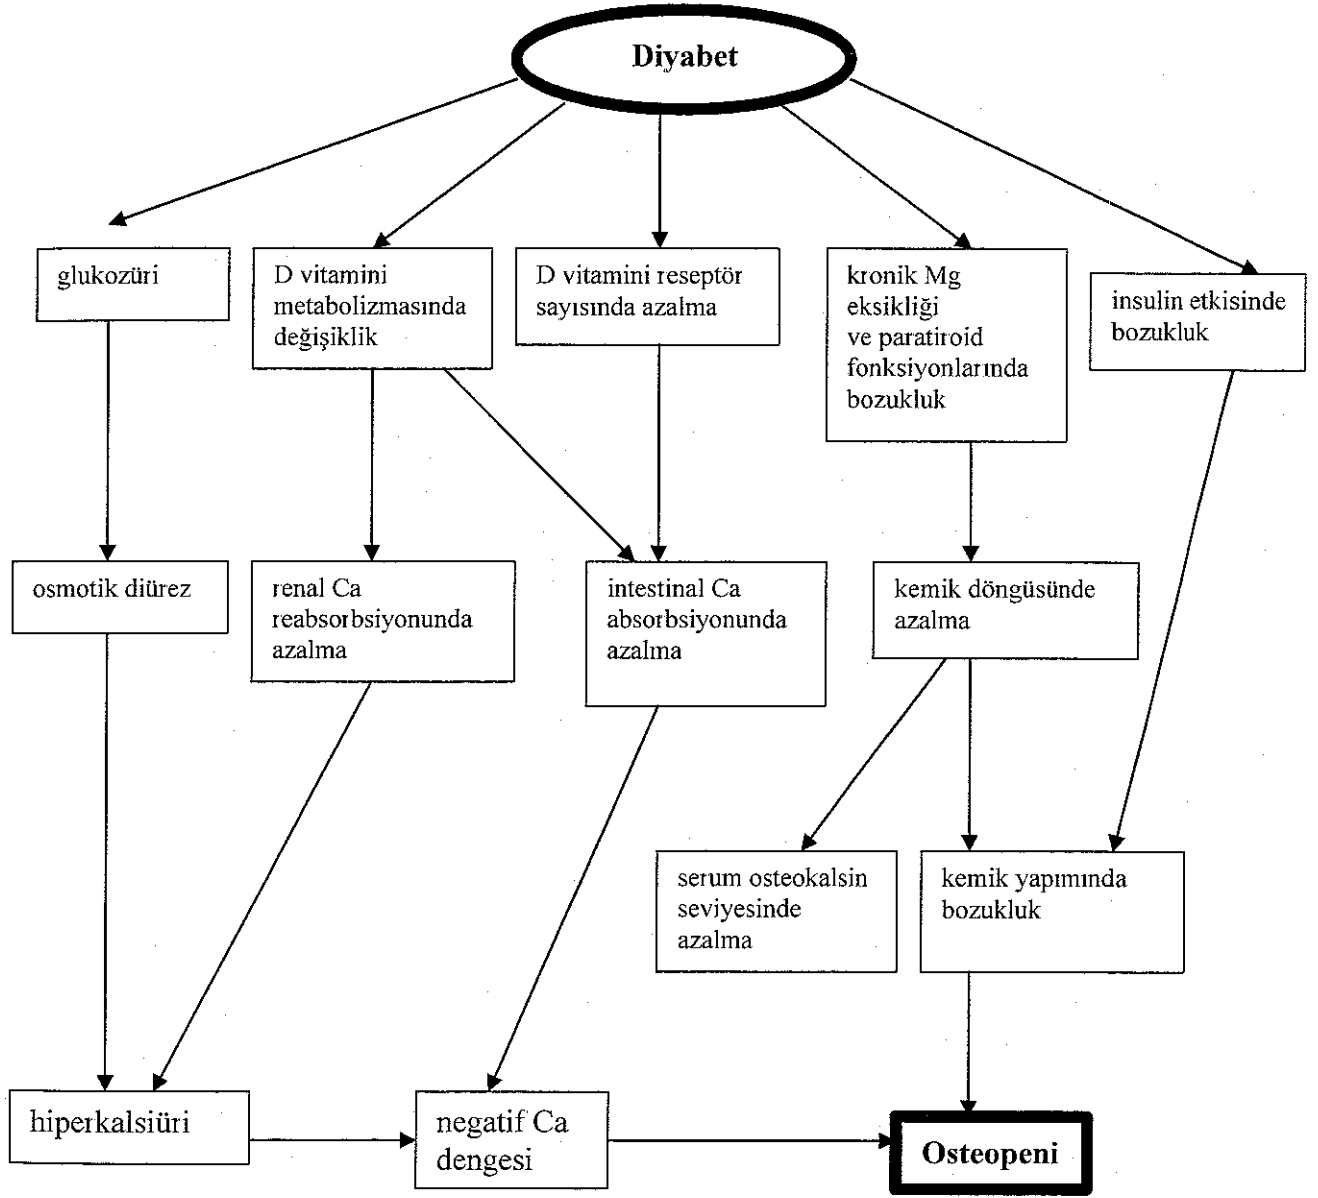 Diyabet
glukozüri
D vitamini
metabolizmasında
değişiklik
D vitamini reseptör
sayısında azalma
kronik Mg
eksikliği
ve paratiroid
fonksiyonlarında
bozukluk
insulin etkisinde
bozukluk
osmotik diürez
renal Ca
reabsorbsiyonunda
azalma
intestinal Ca
absorbsiyonunda
azalma
kemik döngüsünde
azalma
serum osteokalsin
seviyesinde
azalma
kemik yapımında
bozukluk
hiperkalsiüri
negatif Ca
dengesi
Osteopeni